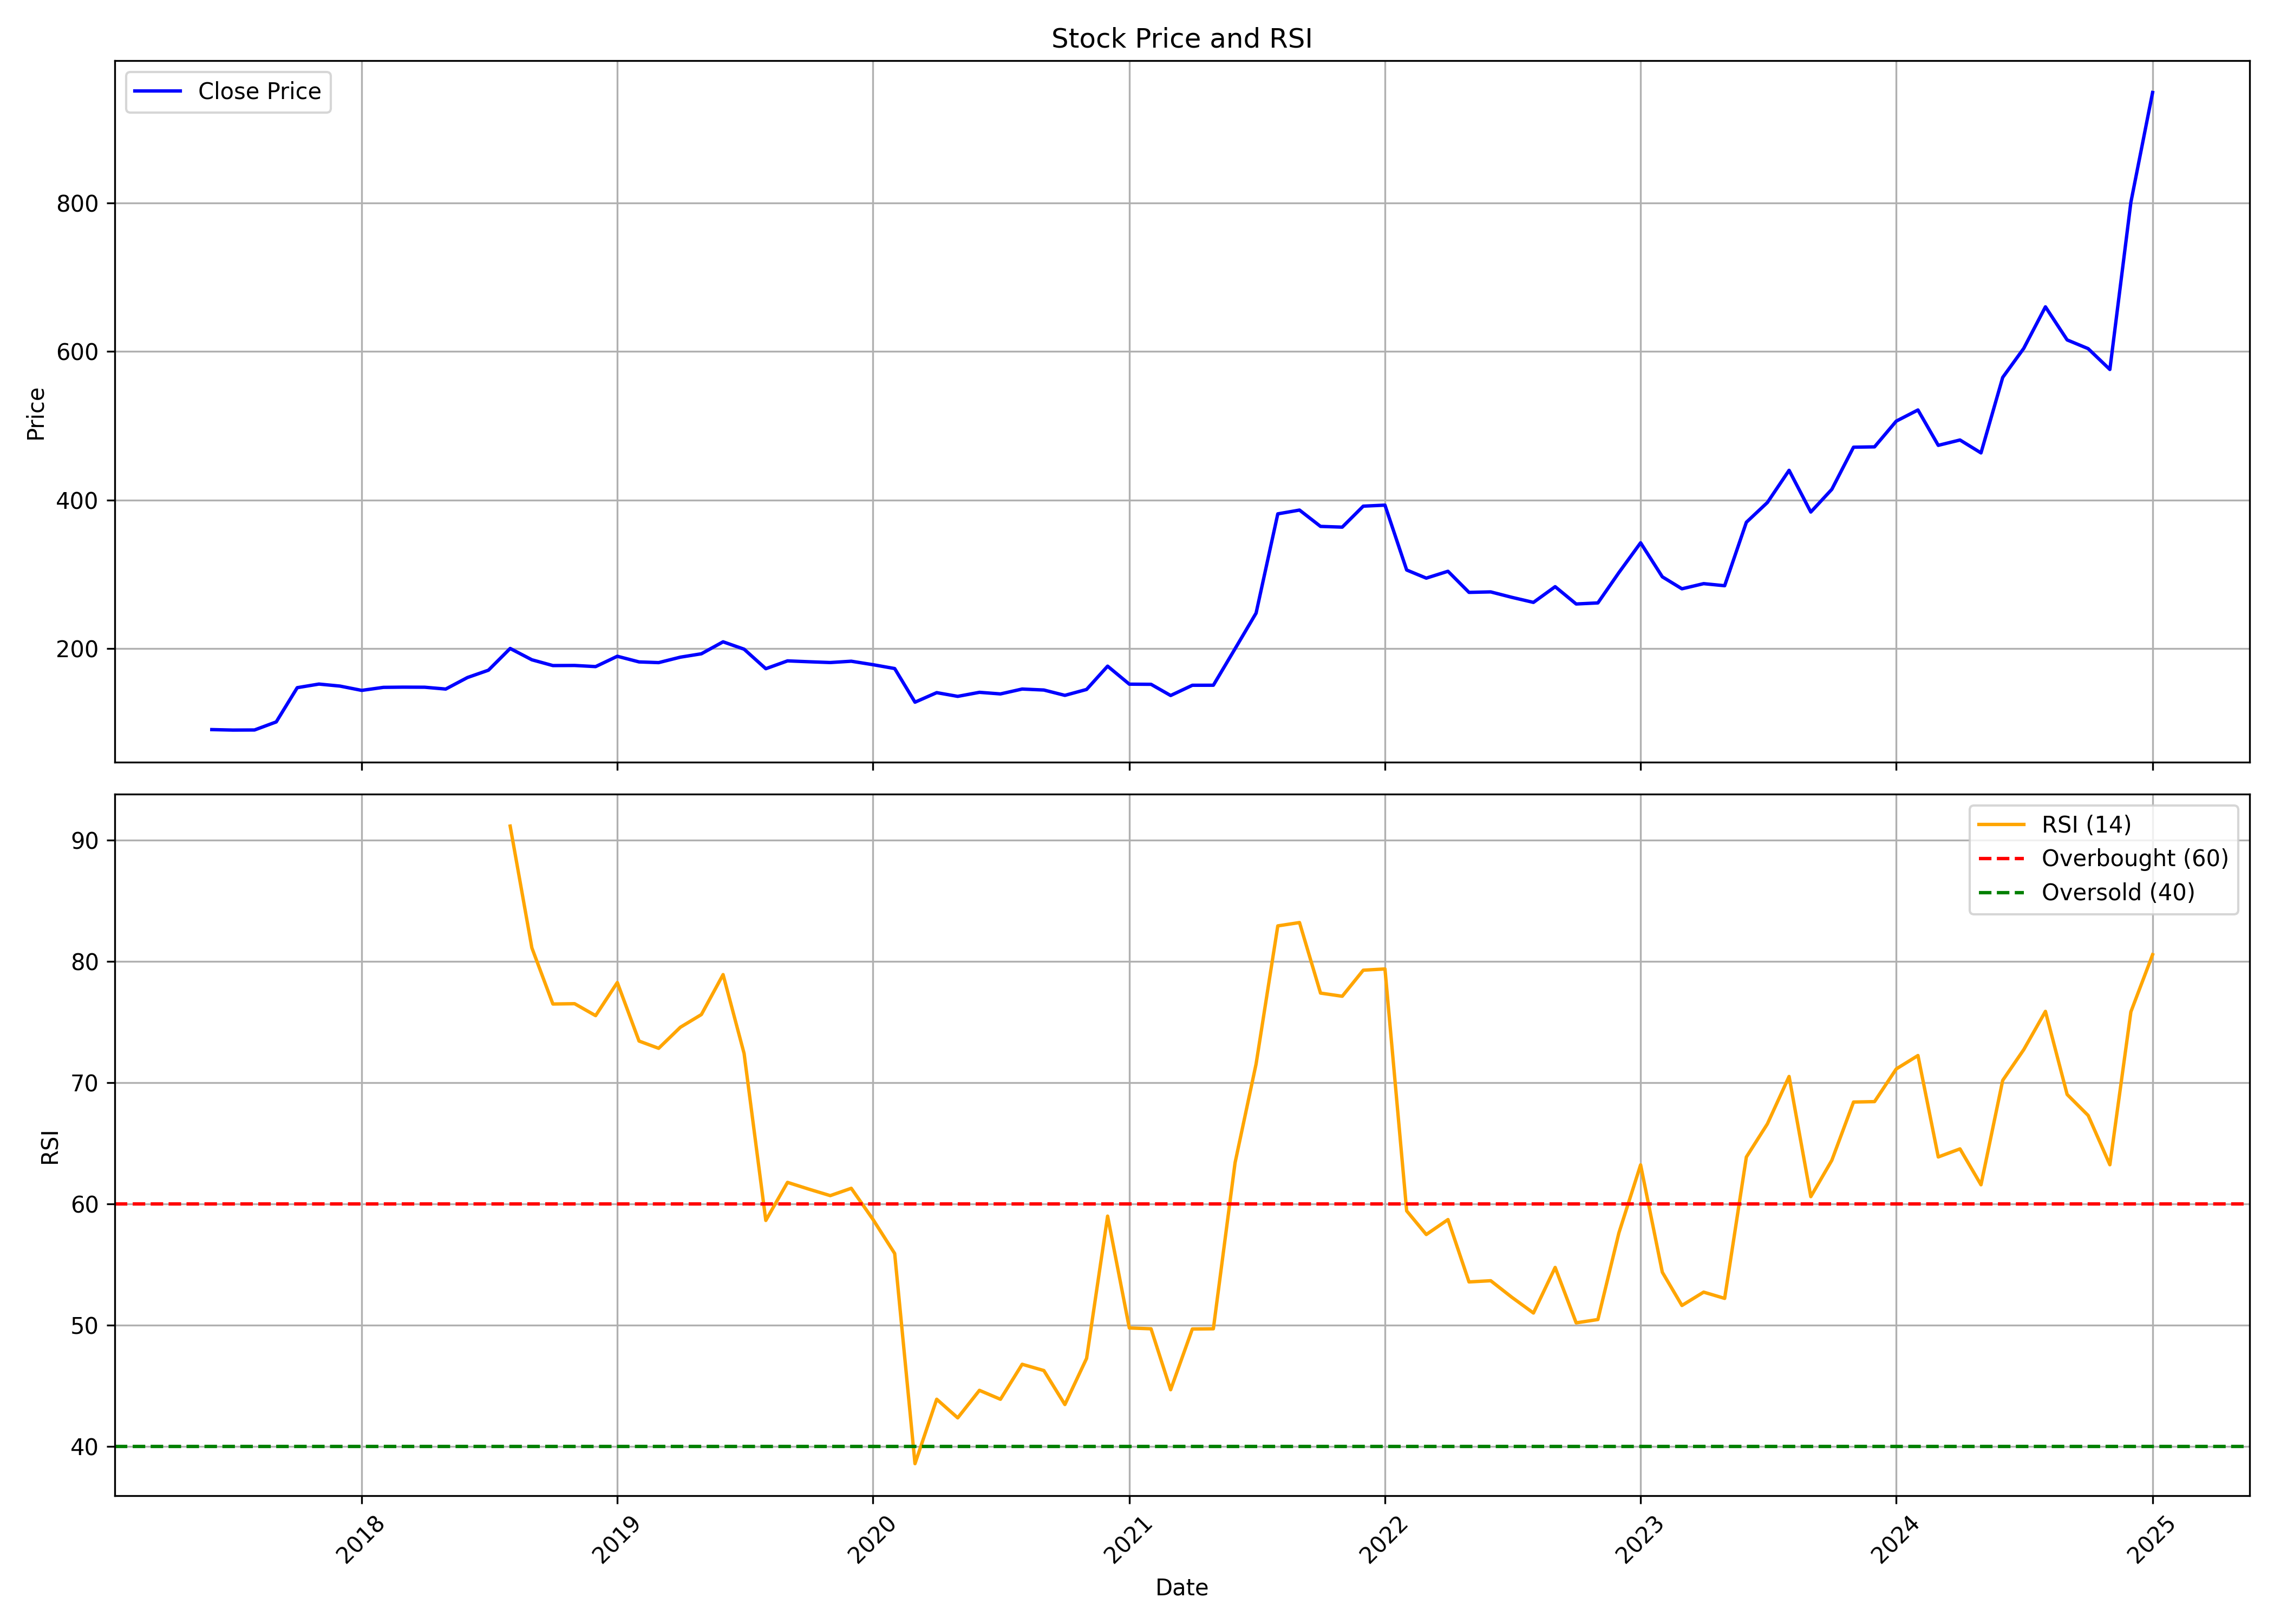 Stock Price and RSI
Close Price
Price
800
600
400
200
RSI (14)
Overbought (60)
Oversold (40)
RSI
90
80
70
60
50
40
2018
2019
2020
2021
2022
2023
2024
2025
Date